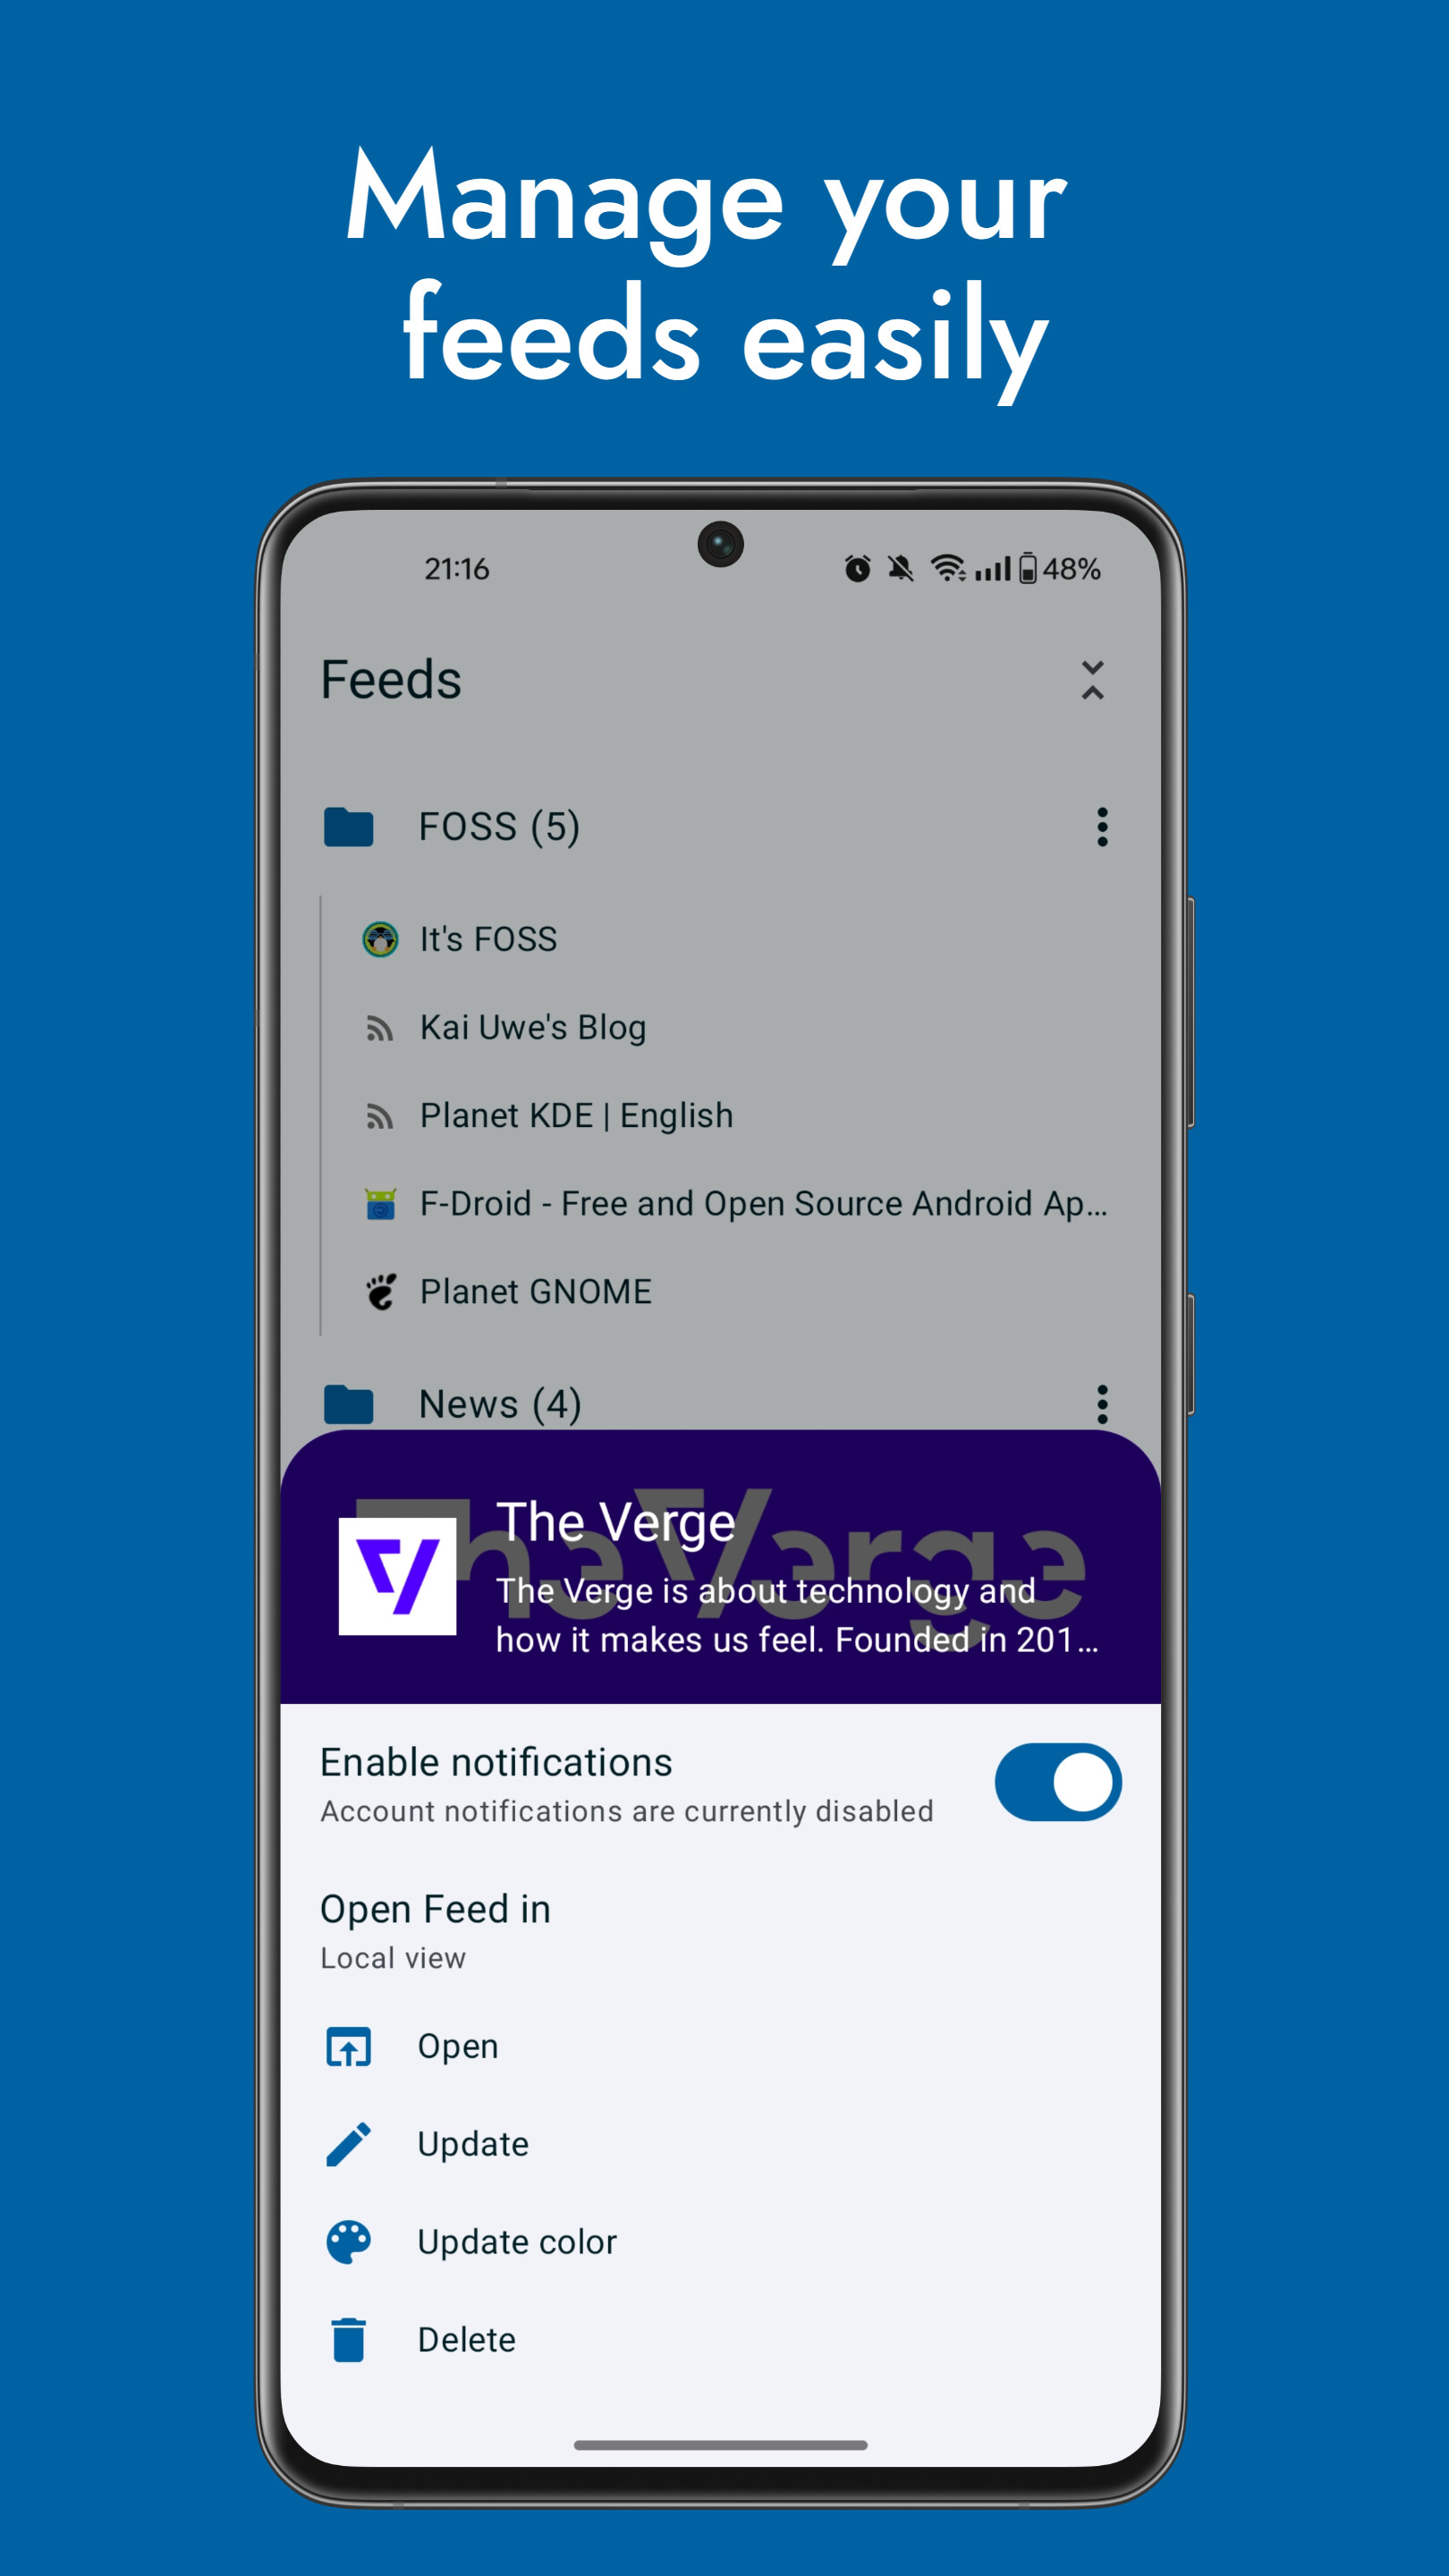 Manage your
feeds easily
21:16
48%
Feeds
FOSS (5)
It's FOSS
Kai Uwe's Blog
Planet KDE | English
F-Droid - Free and Open Source Android Ap...
Planet GNOME
News (4)
The Verge
The Verge
The Verge is about technology and
how it makes us feel. Founded in 201...
Enable notifications
Account notifications are currently disabled
Open Feed in
Local view
Open
Update
Update color
Delete